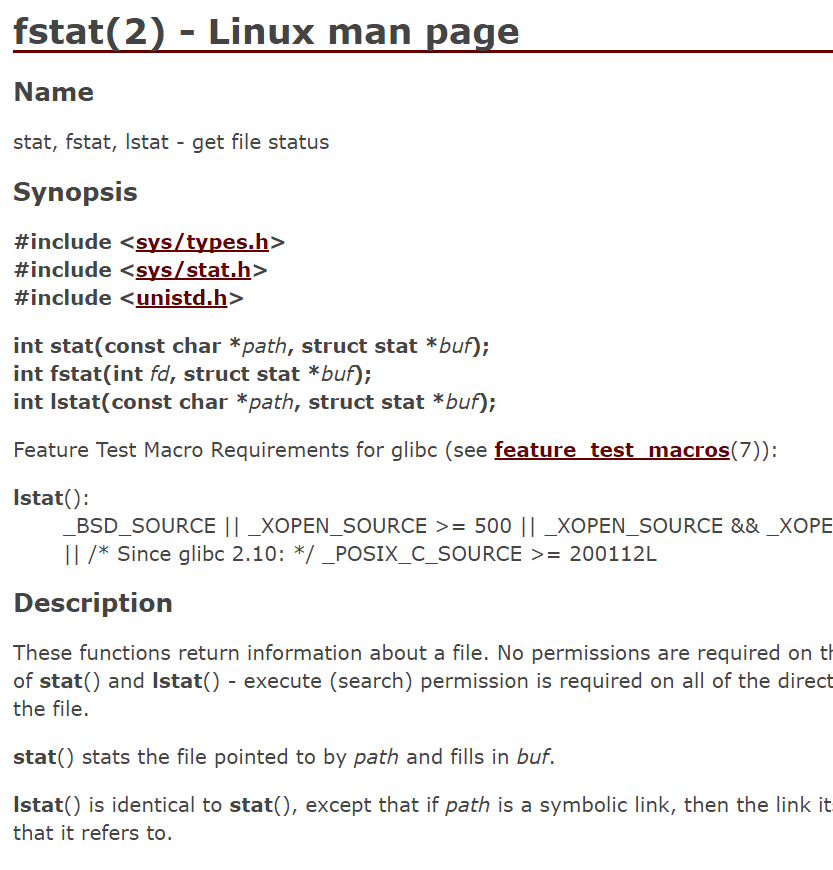 fstat(2) - Linux man page
Name
stat, fstat, lstat - get file status
Synopsis
#include <sys/types.h>
#include <sys/stat.h>
#include <unistd.h>
int stat(const char *path, struct stat *buf);
int fstat(int fd, struct stat *buf);
int lstat(const char *path, struct stat *buf);
Feature Test Macro Requirements for glibc (see feature_test_macros(7)):
lstat():
_BSD_SOURCE || _XOPEN_SOURCE >= 500 || _XOPEN_SOURCE && _XOPE
|| /* Since glibc 2.10: */ _POSIX_C_SOURCE >= 200112L
Description
These functions return information about a file. No permissions are required on th
of stat() and lstat() - execute (search) permission is required on all of the direct
the file.
stat() stats the file pointed to by path and fills in buf.
lstat() is identical to stat(), except that if path is a symbolic link, then the link its
that it refers to.